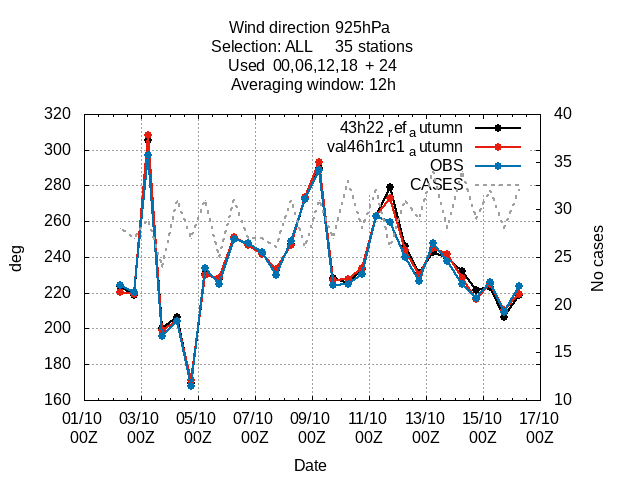 Wind direction 925hPa
Selection: ALL 35 stations
Used 00,06,12,18 + 24
Averaging window: 12h
43h22 refautumn
val46h1rc1 autumn
OBS
CASES
320
300
280
260
240
220
200
180
160
deg
40
35
30
25
20
15
10
No cases
01/10 03/10 05/10 07/10 09/10 11/10 13/10 15/10 17/10
00Z 00Z 00Z 00Z 00Z 00Z 00Z 00Z 00Z
Date